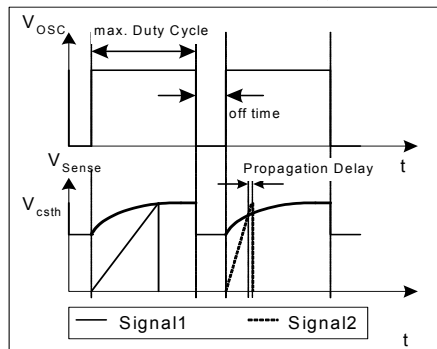 V_OSC
max. Duty Cycle
off time
t
V_Sense
Propagation Delay
V_csth
t
Signal1
Signal2